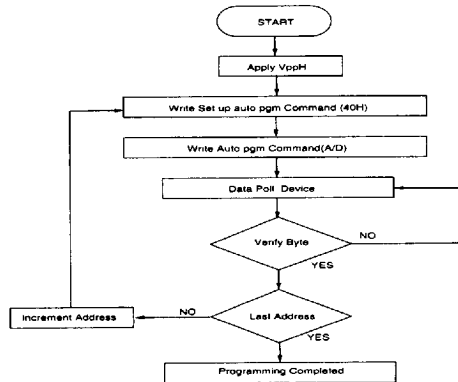 START
Apply VppH
Write Set up auto pgm Command (40H)
Write Auto pgm Command(A/D)
Data Poll Device
Verify Byte
NO
YES
Last Address
NO
Increment Address
YES
Programming Completed